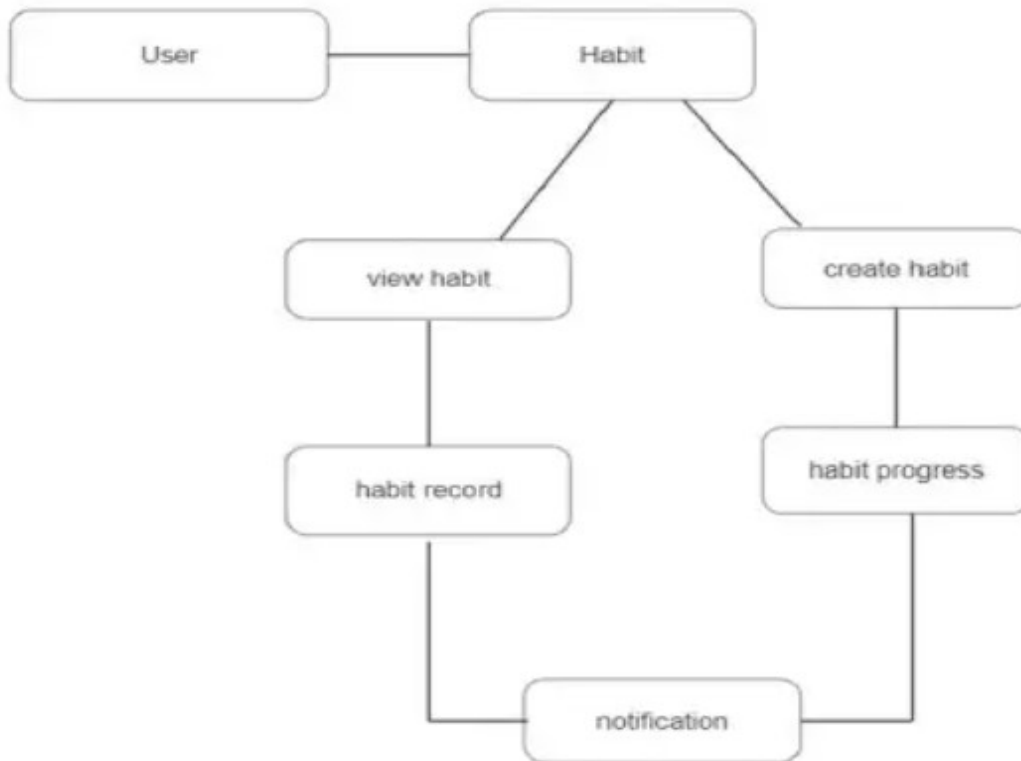 User
Habit
view habit
create habit
habit record
habit progress
notification